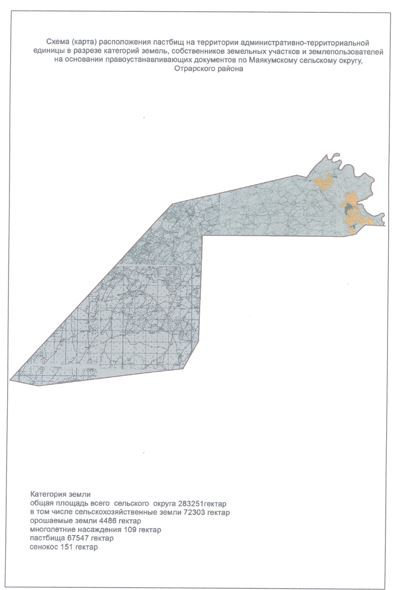 Схема (карта) расположения пастбищ на территории административно-территориальной
единицы в разрезе категорий земель, собственников земельных участков и землепользователей
на основании правоустанавливающих документов по Маякумскому сельскому округу,
Отрарского района
Категория земли
общая площадь всего сельского округа 283251гектар
в том числе сельскохозяйственные земли 72303 гектар
орошаемые земли 4486 гектар
многолетние насаждения 109 гектар
пастбища 67547 гектар
сенокос 151 гектар